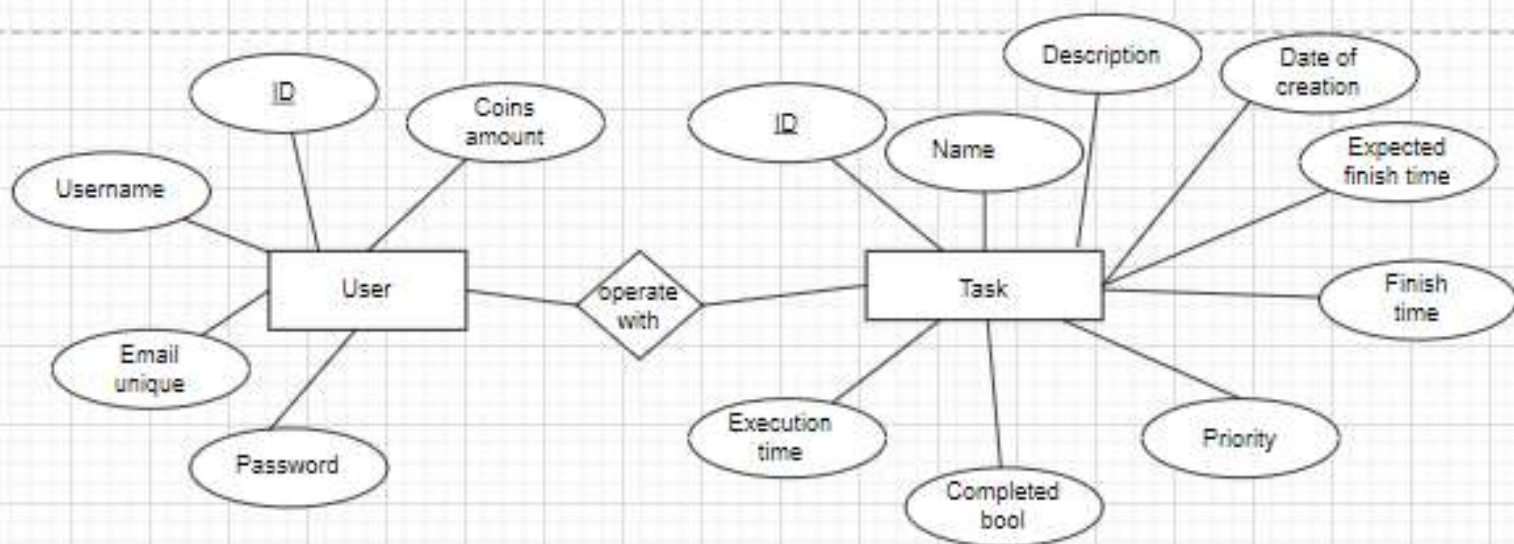 Description
Date of
creation
ID
Coins
amount
ID
Name
Expected
finish time
Username
User
operate
with
Task
Finish
time
Email
unique
Execution
time
Priority
Password
Completed
bool